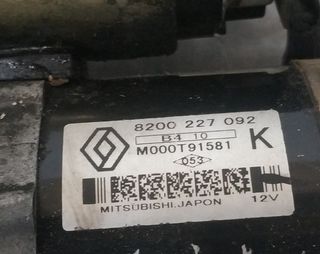 8200 227 092
B4 10
M000T91581 K
053
MITSUBISHI.JAPON 12V